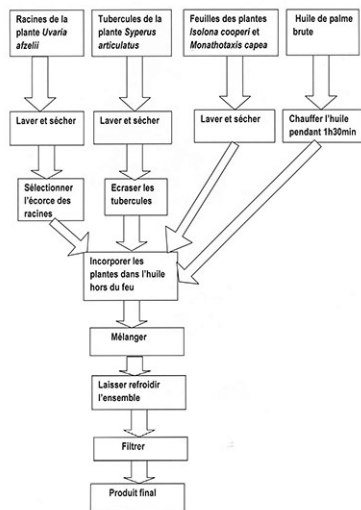 Racines de la
plante Uvaria
afzelii
Tubercules de la
plante Syperus
articulatus
Feuilles des plantes
Isolona cooperi et
Monathotaxis capea
Huile de palme
brute
Laver et sécher
Laver et sécher
Laver et sécher
Chauffer l'huile
pendant 1h30min
Sélectionner
l'écorce des
racines
Ecraser les
tubercules
Incorporer les
plantes dans l'huile
hors du feu
Mélanger
Laisser refroidir
l'ensemble
Filtrer
Produit final